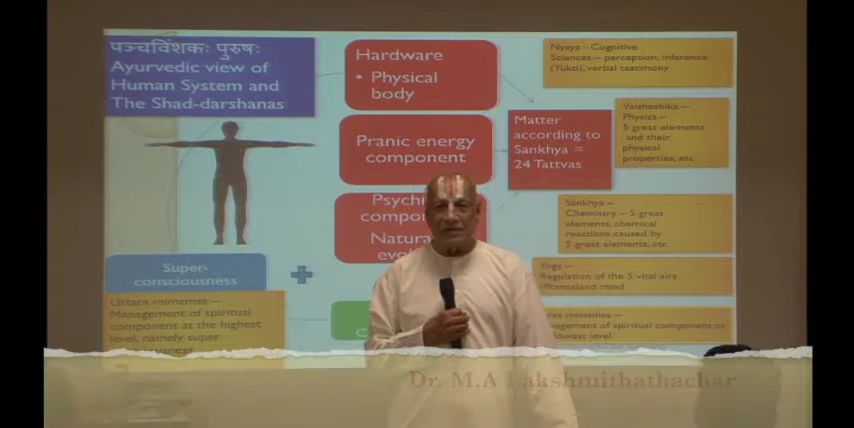 पञ्चविंशकः पुरुषः
Ayurvedic view of
Human System and
The Shad-darshanas
Hardware
• Physical
body
Pranic energy
component
Psychi
compo
Natura
evol
Matter
according to
Sankhya =
24 Tattvas
Nyaya – Cognitive
Sciences – perception, inference
(Yukti), verbal testimony
Vaisheshika –
Physics –
5 great elements
and their
physical
properties, etc
Sankhya –
Chemistry – 5 great
elements, chemical
reactions caused by
5 great elements, etc
Yoga –
Regulation of the 5 vital airs
(Pranas)and mind
mimamsa –
agement of spiritual component at
lowest level
Super-
consciousness
Uttara mimamsa –
Management of spiritual
component at the highest
level, namely super
C
Dr. M.A Lakshmithathachar